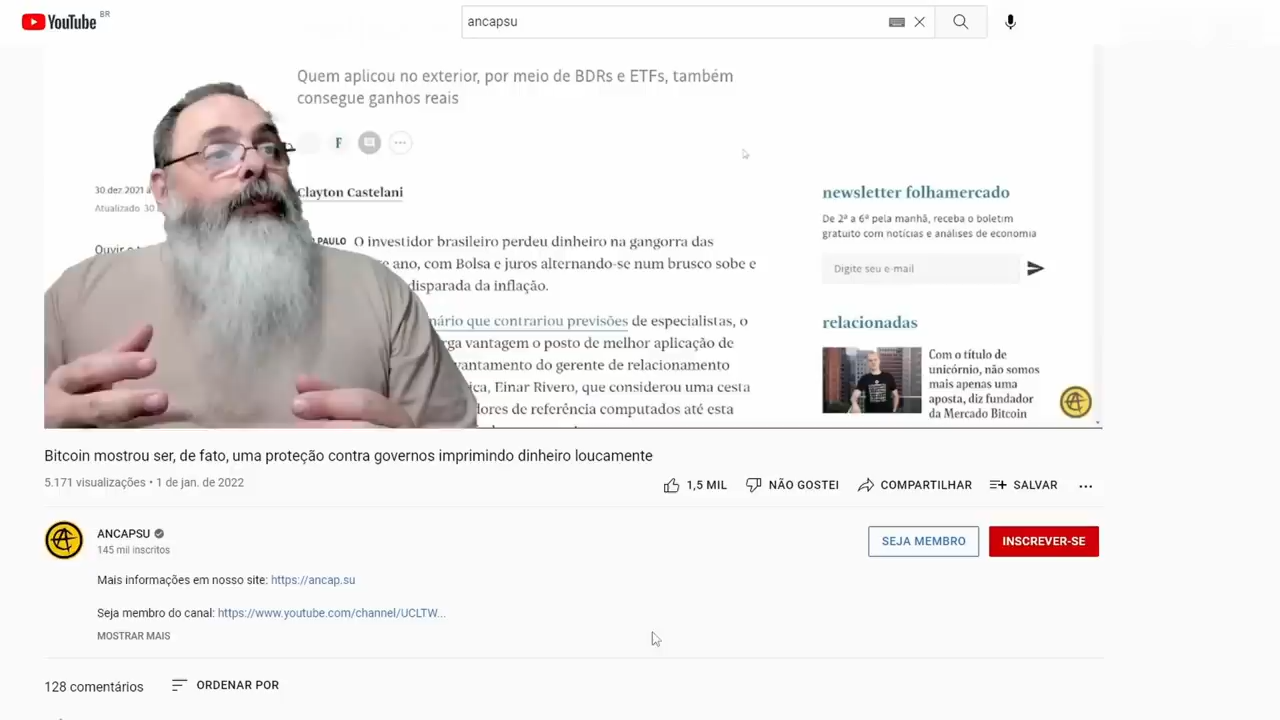 YouTube BR
ancapsu
Quem aplicou no exterior, por meio de BDRs e ETFs, também
consegue ganhos reais
F
30 dez.2021 à
Clayton Castelani
Atualizado 30
Ouvir o
PAULO O investidor brasileiro perdeu dinheiro na gangorra das
ano, com Bolsa e juros alternando-se num brusco sobe e
disparada da inflação.
nário que contrariou previsões de especialistas, o
rga vantagem o posto de melhor aplicação de
vantamento do gerente de relacionamento
ica, Einar Rivero, que considerou uma cesta
dores de referência computados até esta
newsletter folhamercado
De 2ª a 6ª pela manhã, receba o boletim
gratuito com notícias e análises de economia
Digite seu e-mail
relacionadas
Com o título de
unicórnio, não somos
mais apenas uma
aposta, diz fundador
da Mercado Bitcoin
Bitcoin mostrou ser, de fato, uma proteção contra governos imprimindo dinheiro loucamente
5.171 visualizações • 1 de jan. de 2022
1,5 MIL
NÃO GOSTEI
COMPARTILHAR
SALVAR
ANCAPSU
145 mil inscritos
SEJA MEMBRO
INSCREVER-SE
Mais informações em nosso site: https://ancap.su
Seja membro do canal: https://www.youtube.com/channel/UCLTW...
MOSTRAR MAIS
128 comentários
ORDENAR POR